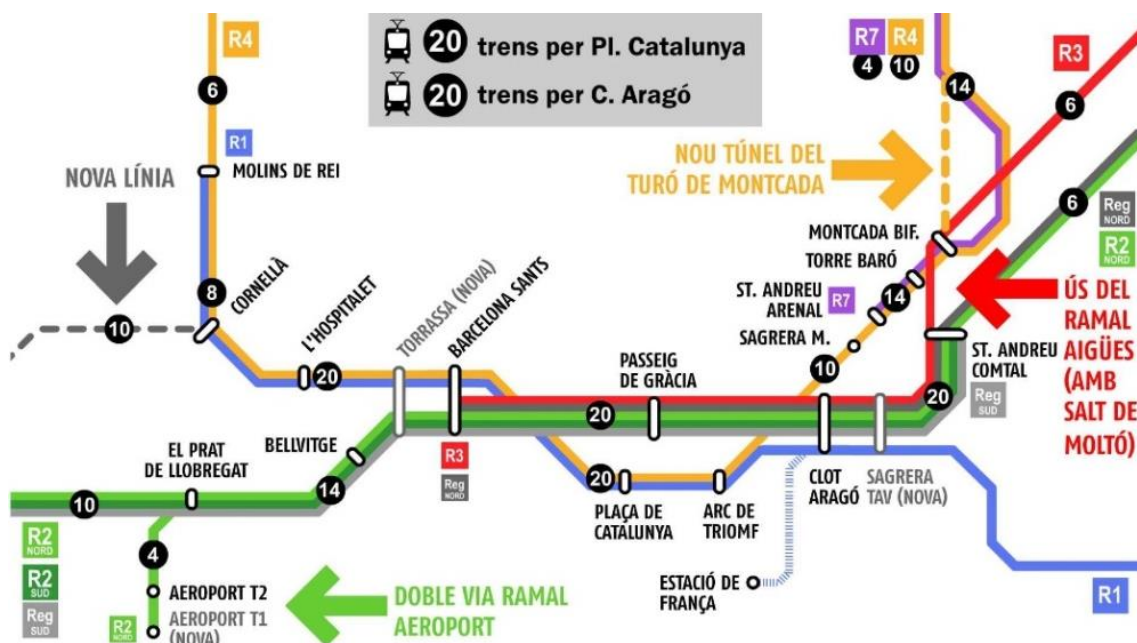 20 trens per Pl. Catalunya
20 trens per C. Aragó
R4
6
R1
MOLINS DE REI
NOVA LÍNIA
10
8
CORNELLÀ
L'HOSPITALET
20
TORRASSA (NOVA)
BARCELONA SANTS
R7 R4
4 10
14
R3
6
NOU TÚNEL DEL
TURÓ DE MONTCADA
6
Reg
NORD
R2
NORD
MONTCADA BIF.
TORRE BARÓ
ST. ANDREU
ARENAL
R7
14
SAGRERA M.
10
ÚS DEL
RAMAL
AIGÜES
(AMB
SALT DE
MOLTÓ)
ST. ANDREU
COMTAL
Reg
SUD
20
PASSEIG
DE GRÀCIA
20
R3
Reg
NORD
EL PRAT
DE LLOBREGAT
BELLVITGE
14
10
R2
NORD
R2
SUD
Reg
SUD
4
AEROPORT T2
AEROPORT T1
(NOVA)
R2
NORD
DOBLE VIA RAMAL
AEROPORT
20
PLAÇA DE
CATALUNYA
ARC DE
TRIOMF
CLOT
ARAGÓ
SAGRERA
TAV (NOVA)
ESTACIÓ DE
FRANÇA
R1